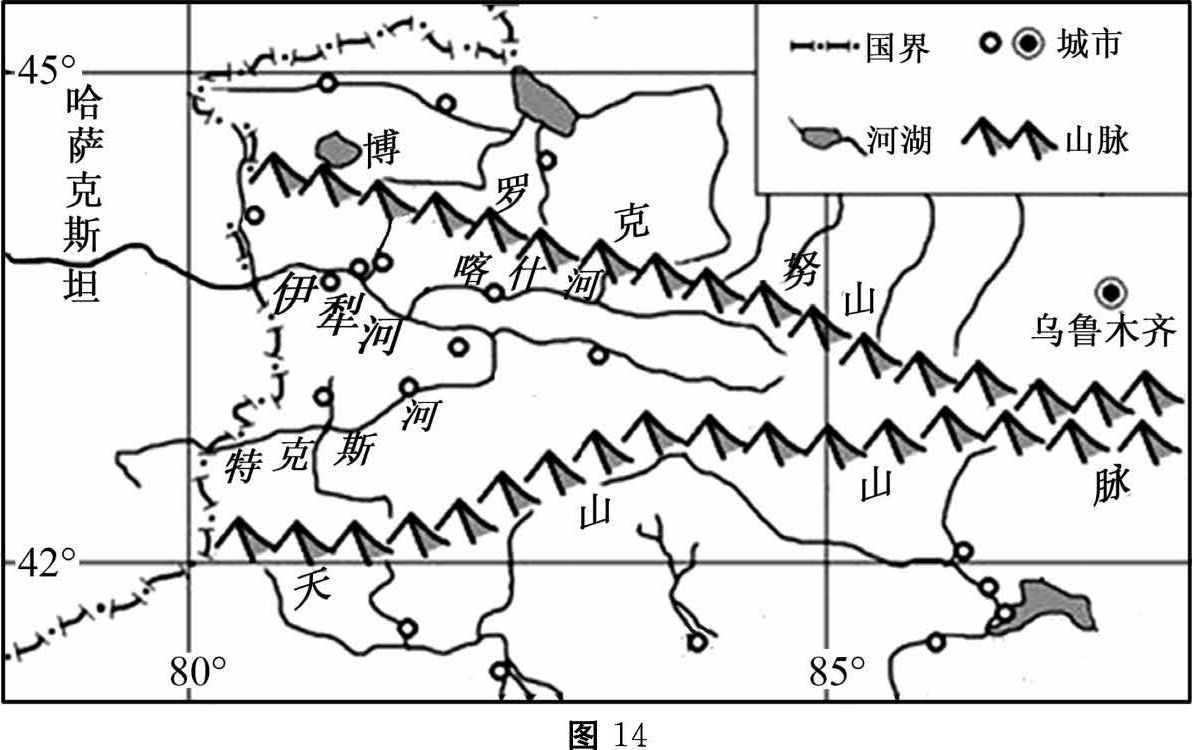 45°
哈萨克斯坦
国界
城市
河湖
山脉
博罗克努山
伊犁河
喀什河
乌鲁木齐
特克斯河
天山山脉
42°
80°
85°
图 14